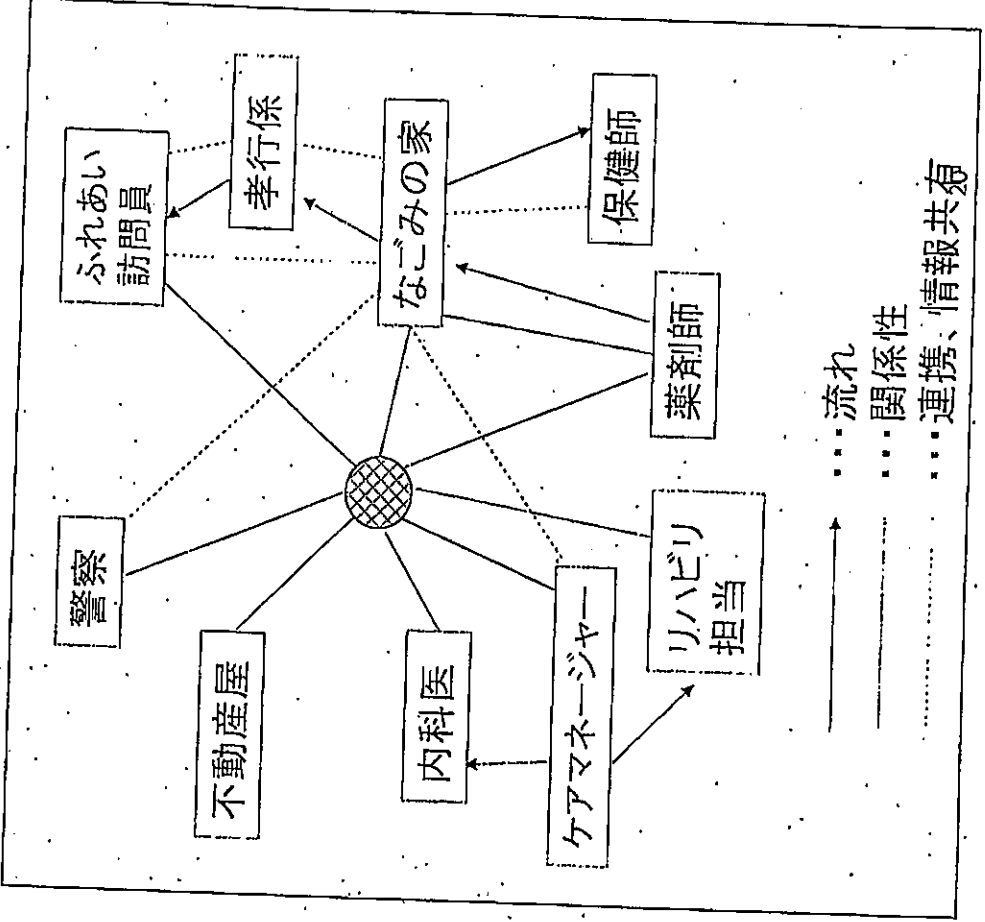 警察
ふれあい
訪問員
不動産屋
孝行係
内科医
なごみの家
ケアマネージャー
保健師
リハビリ
担当
薬剤師
・・・流れ
・・・関係性
・・・連携、情報共有